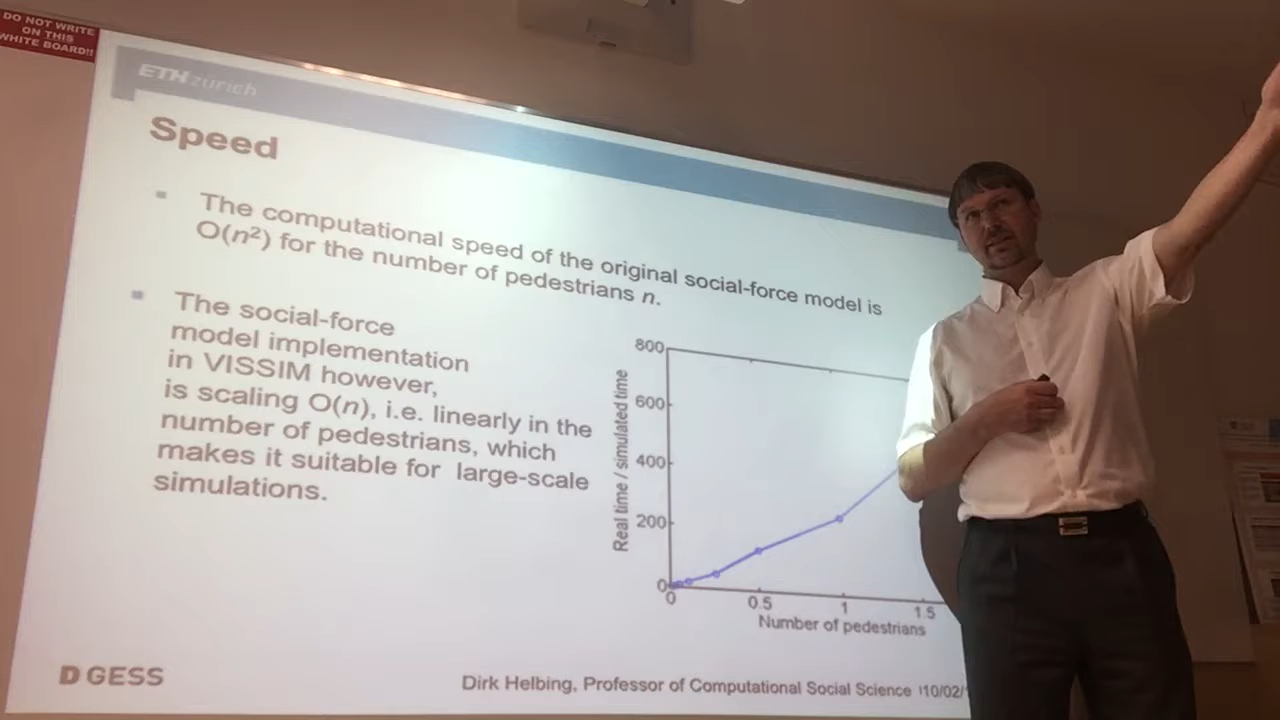 DO NOT WRITE
ON THIS
WHITE BOARD!!
ETH zürich
Speed
The computational speed of the original social-force model is
O(n²) for the number of pedestrians n.
The social-force
model implementation
in VISSIM however,
is scaling O(n), i.e. linearly in the
number of pedestrians, which
makes it suitable for large-scale
simulations.
Real time / simulated time
800
600
400
200
0
0 0.5 1 1.5
Number of pedestrians
D GESS
Dirk Helbing, Professor of Computational Social Science 10/02/